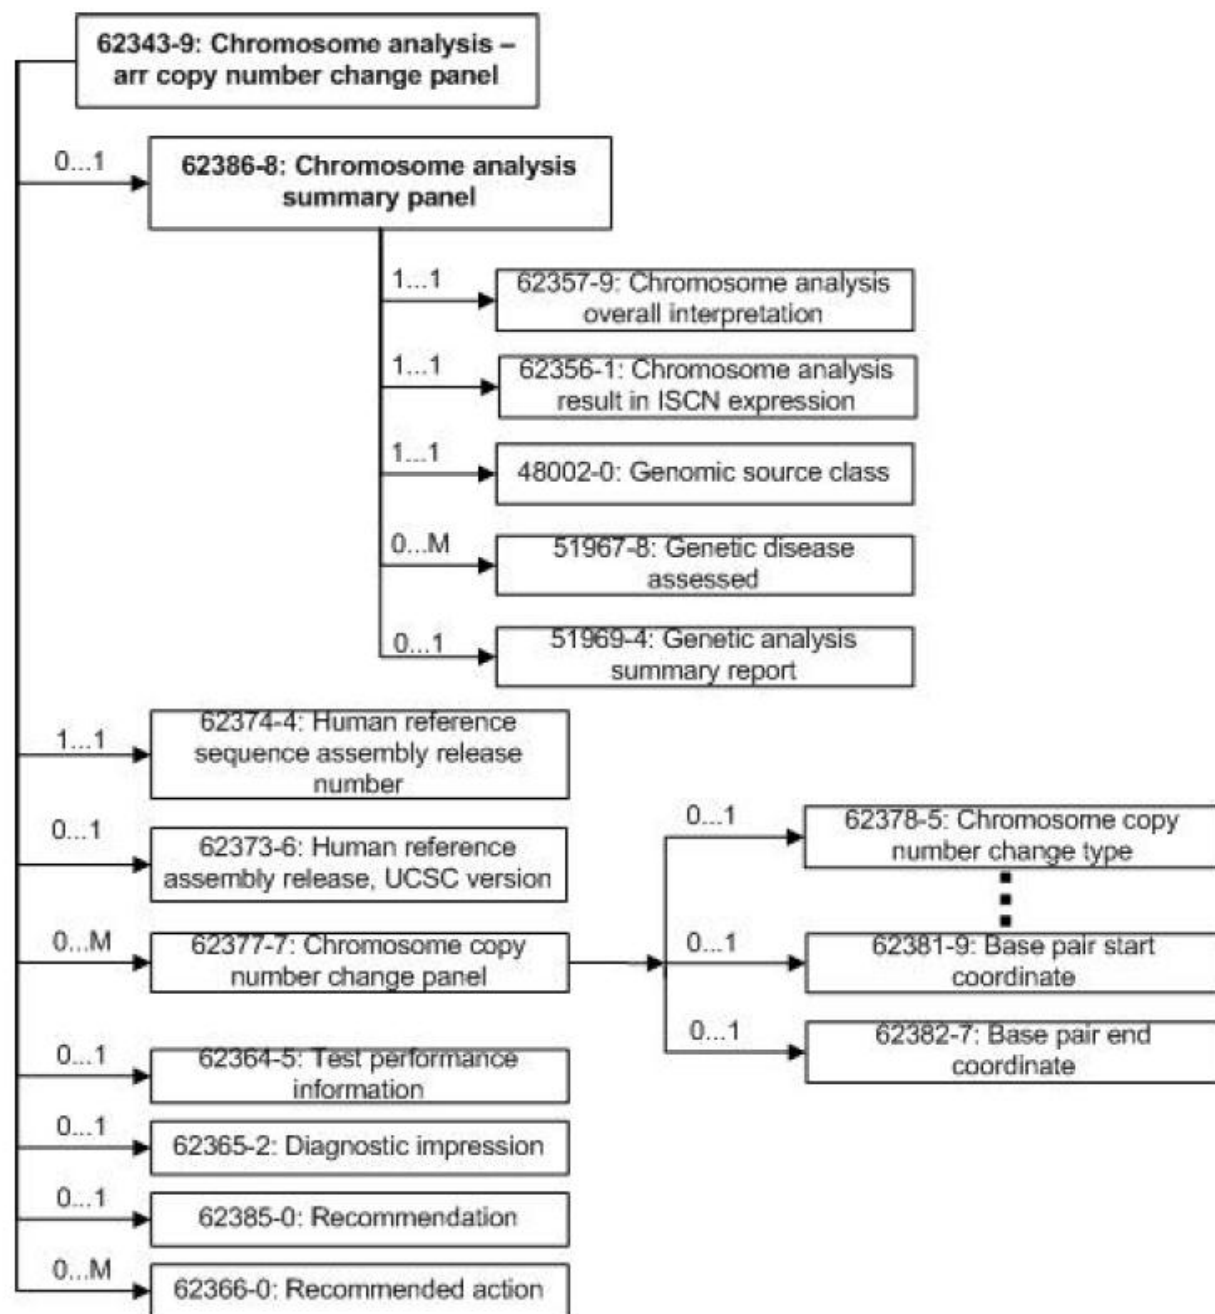 62343-9: Chromosome analysis –
arr copy number change panel
0...1
62386-8: Chromosome analysis
summary panel
1...1
62357-9: Chromosome analysis
overall interpretation
1...1
62356-1: Chromosome analysis
result in ISCN expression
1...1
48002-0: Genomic source class
0...M
51967-8: Genetic disease
assessed
0...1
51969-4: Genetic analysis
summary report
1...1
62374-4: Human reference
sequence assembly release
number
0...1
62373-6: Human reference
assembly release, UCSC version
0...M
62377-7: Chromosome copy
number change panel
0...1
62378-5: Chromosome copy
number change type
0...1
62381-9: Base pair start
coordinate
0...1
62382-7: Base pair end
coordinate
0...1
62364-5: Test performance
information
0...1
62365-2: Diagnostic impression
0...1
62385-0: Recommendation
0...M
62366-0: Recommended action